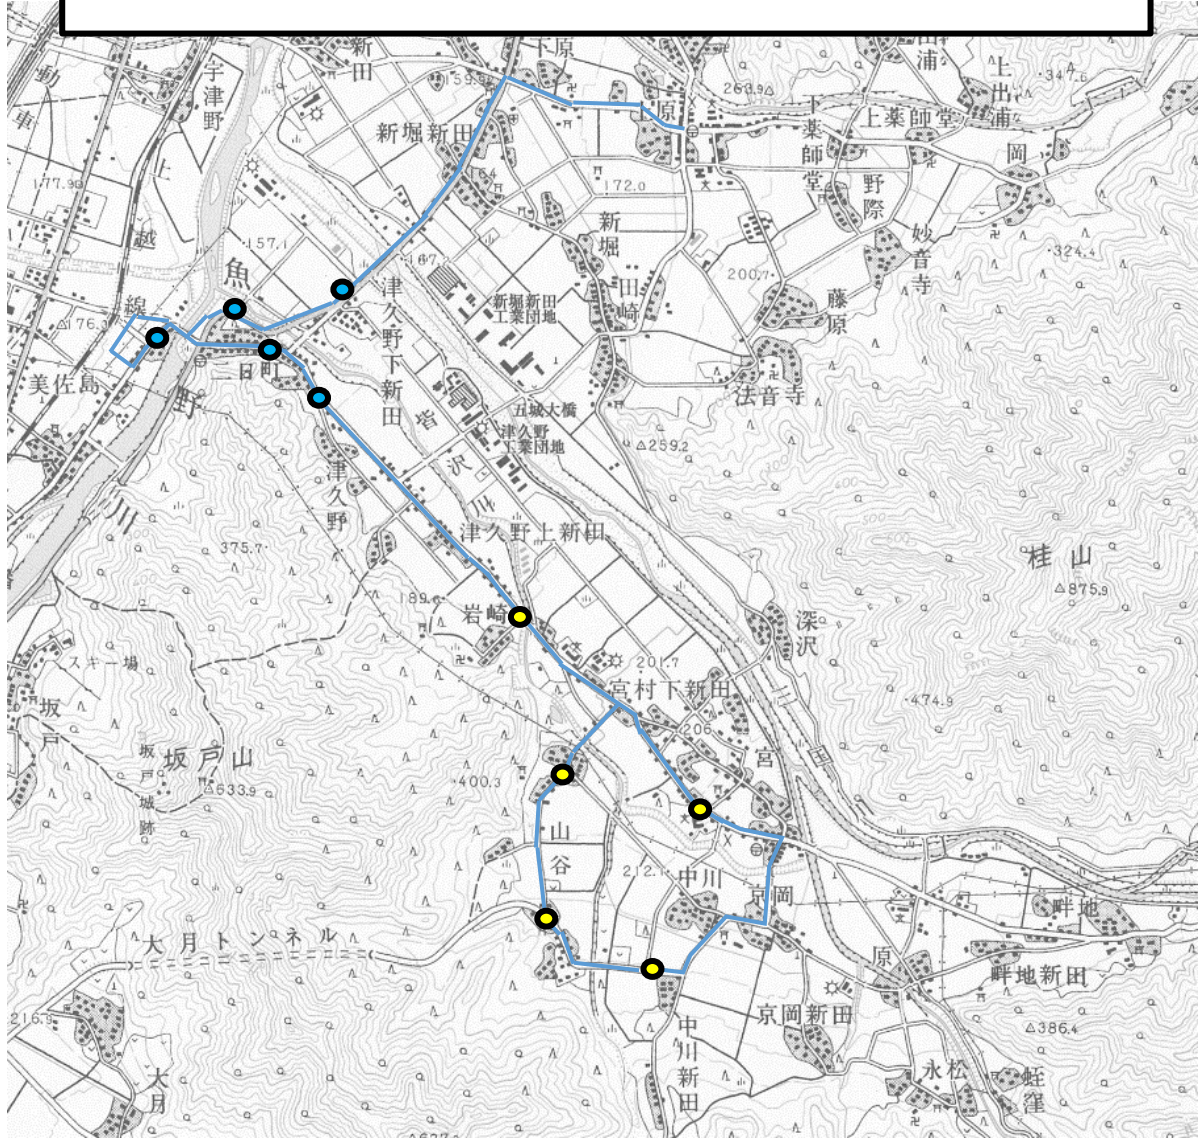 新田
下原
159.9
宇津野
動車
263.9△
上出浦
・347.6
新堀新田
上原
下薬師堂
上薬師堂
岡
164
172.0
野際
177.9
上越線
・157.1
新堀
妙音寺
・324.4
魚野川
・167
200.7・
田崎
藤原
津久野下新田
新堀新田
工業団地
△176.3
二日町
美佐島
法音寺
五城大橋
津久野
工業団地
△259.2
津久野
津久野上新田
375.7・
桂山
△875.9
189.6
岩崎
深沢
スキー場
201.7
宮村下新田
・474.9
206
坂戸
坂戸山
△633.9
坂戸城跡
・400.3
宮
山谷
212.1
中川
京岡
畔地
大月トンネル
原
畔地新田
216.9
京岡新田
△386.4
中川新田
永松
蛭窪
大月